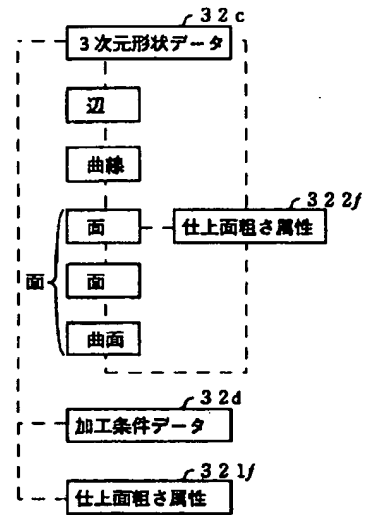 32c
3次元形状データ
辺
曲線
322f
面
仕上面粗さ属性
面
面
曲面
32d
加工条件データ
321f
仕上面粗さ属性